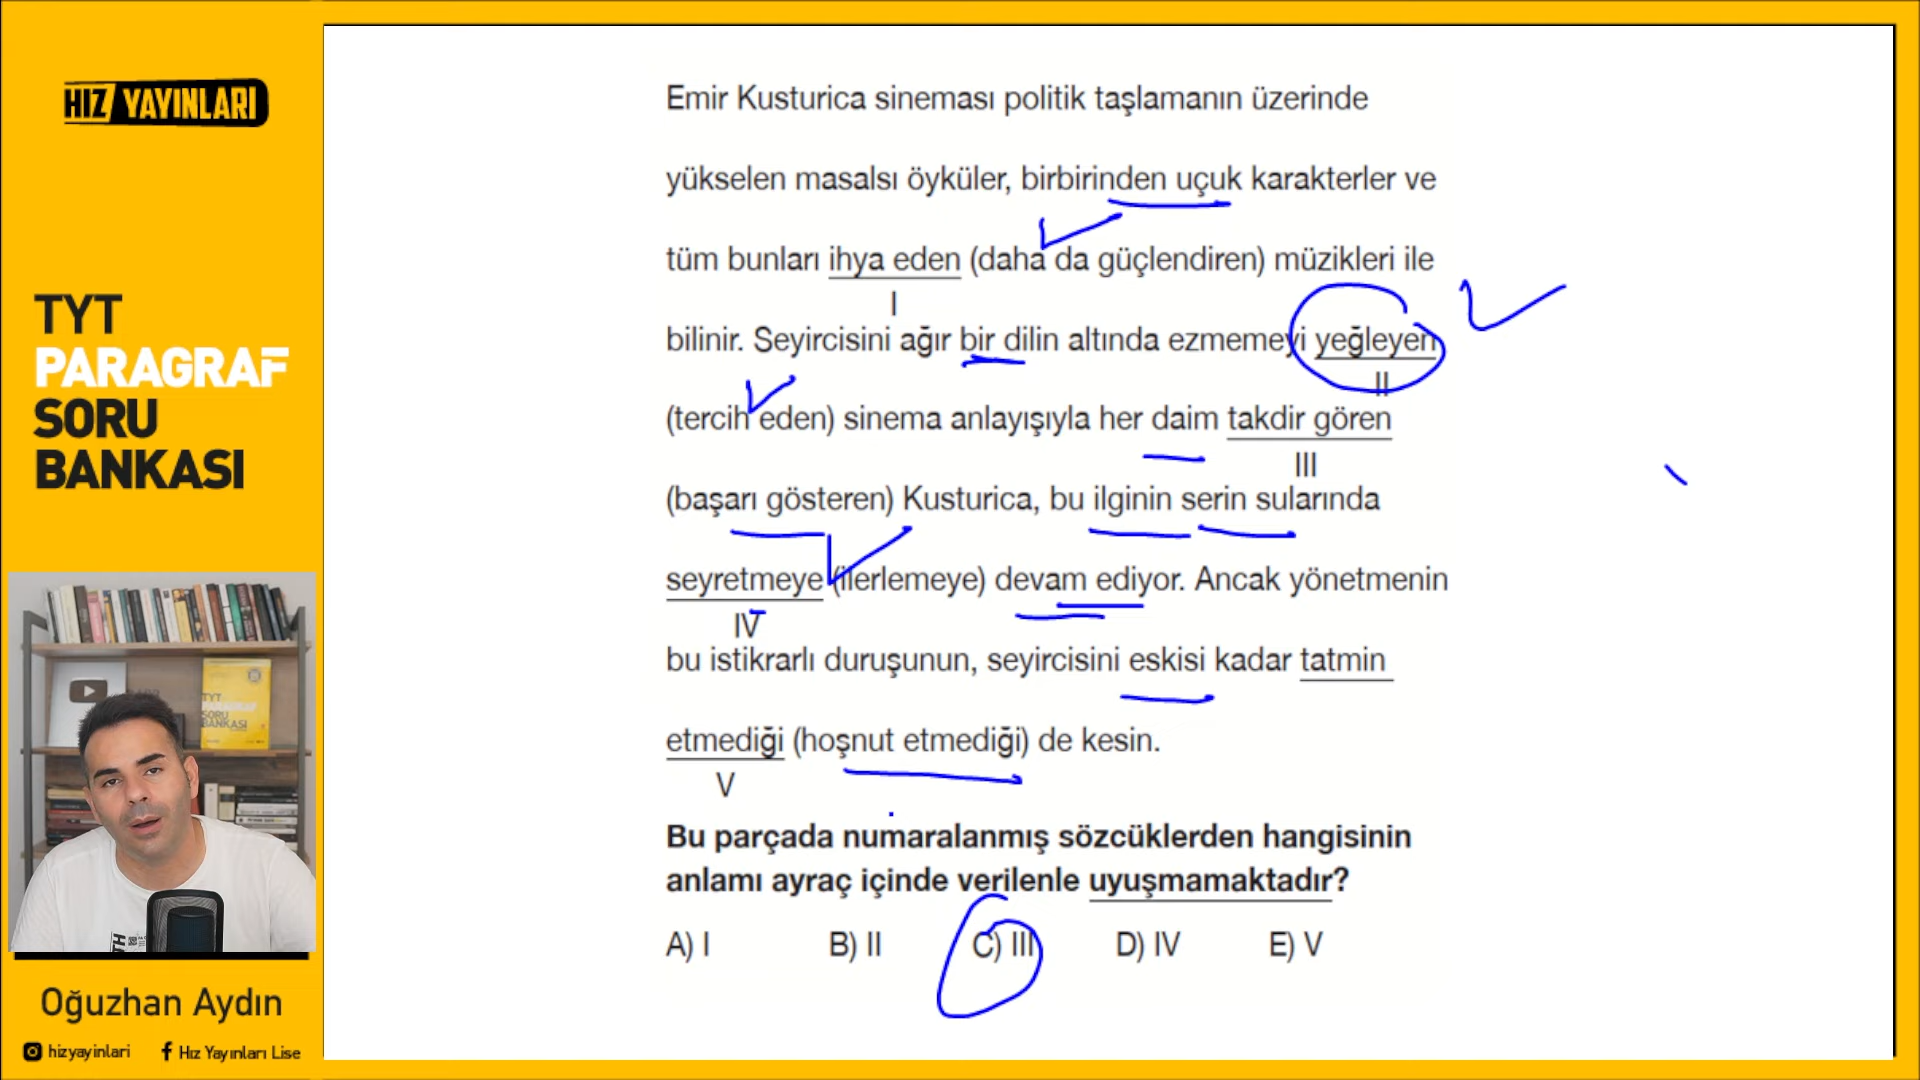 HIZ YAYINLARI
TYT
PARAGRAF
SORU
BANKASI
Oğuzhan Aydın
hizyayinlari
Hız Yayınları Lise
Emir Kusturica sineması politik taşlamanın üzerinde
yükselen masalsı öyküler, birbirinden uçuk karakterler ve
tüm bunları ihya eden (daha da güçlendiren) müzikleri ile
I
bilinir. Seyircisini ağır bir dilin altında ezmemeyi yeğleyen
II
(tercih eden) sinema anlayışıyla her daim takdir gören
III
(başarı gösteren) Kusturica, bu ilginin serin sularında
seyretmeye (ilerlemeye) devam ediyor. Ancak yönetmenin
IV
bu istikrarlı duruşunun, seyircisini eskisi kadar tatmin
etmediği (hoşnut etmediği) de kesin.
V
Bu parçada numaralanmış sözcüklerden hangisinin
anlamı ayraç içinde verilenle uyuşmamaktadır?
A) I B) II C) III D) IV E) V